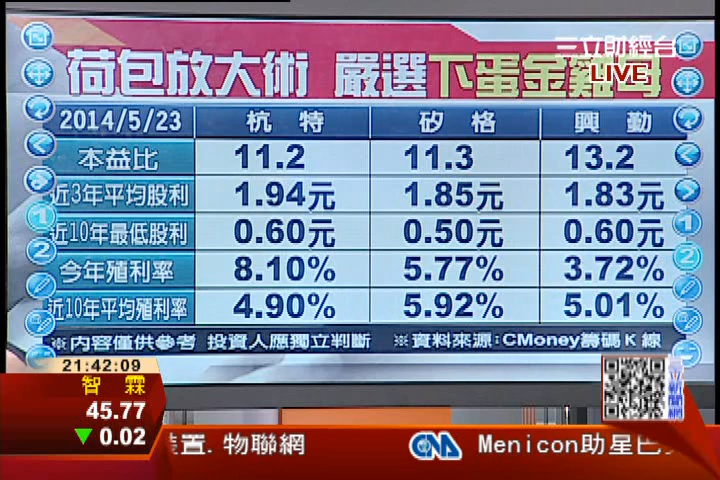 三立財經台
LIVE
荷包放大術 嚴選下蛋金雞母
2014/5/23 杭特 矽格 興勤
本益比 11.2 11.3 13.2
近3年平均股利 1.94元 1.85元 1.83元
近10年最低股利 0.60元 0.50元 0.60元
今年殖利率 8.10% 5.77% 3.72%
近10年平均殖利率 4.90% 5.92% 5.01%
※內容僅供參考 投資人應獨立判斷 ※資料來源:CMoney籌碼K線
1
2
1
2
21:42:09
智霖
45.77
▼0.02
裝置.物聯網 CNA Menicon助星巴